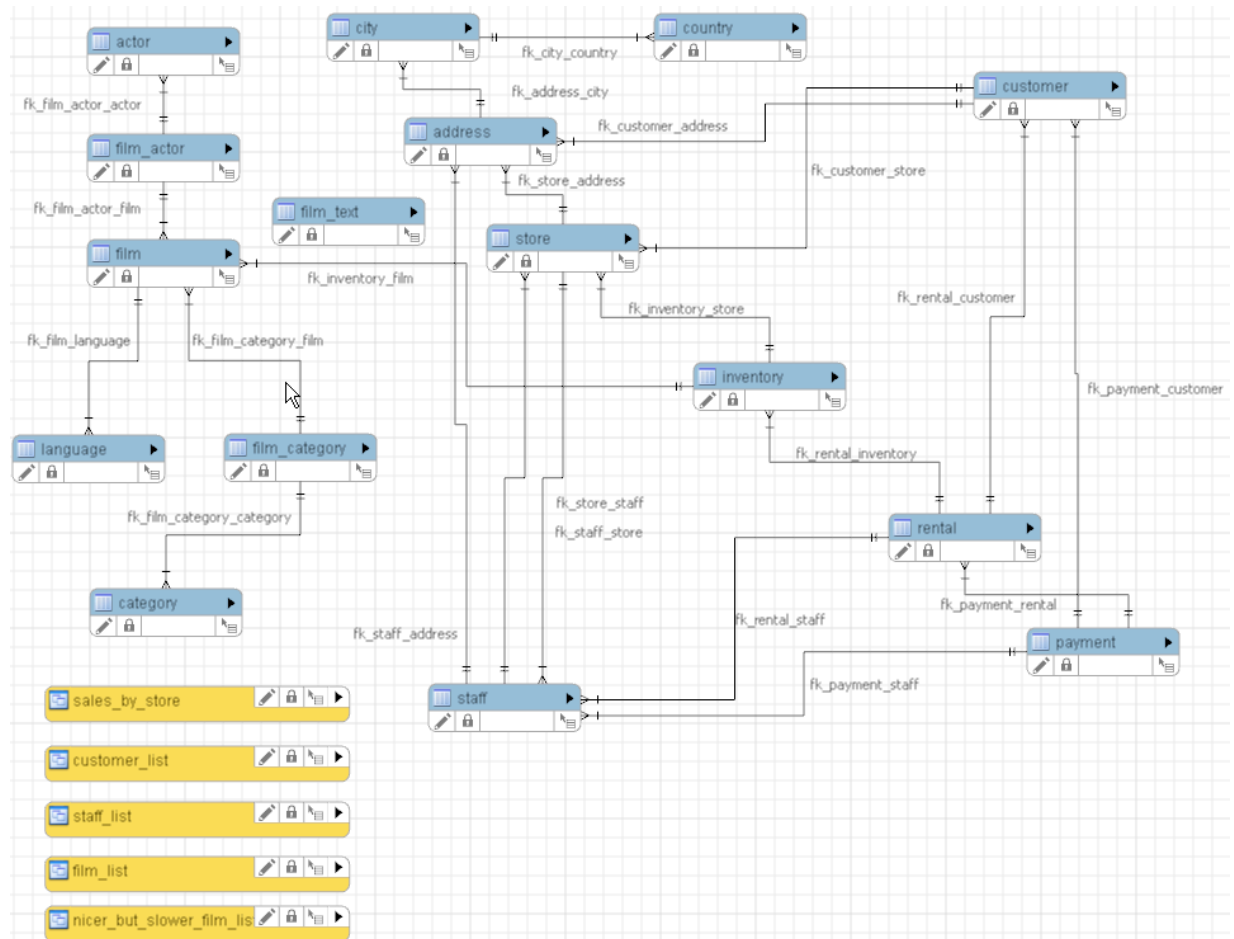 city
country
actor
fk_city_country
customer
fk_film_actor_actor
fk_address_city
address
fk_customer_address
film_actor
fk_customer_store
fk_store_address
fk_film_actor_film
film_text
store
film
fk_inventory_film
fk_rental_customer
fk_inventory_store
fk_film_language
fk_film_category_film
inventory
fk_payment_customer
language
film_category
fk_rental_inventory
fk_store_staff
fk_film_category_category
rental
fk_staff_store
category
fk_payment_rental
fk_rental_staff
fk_staff_address
payment
fk_payment_staff
staff
sales_by_store
customer_list
staff_list
film_list
nicer_but_slower_film_lis